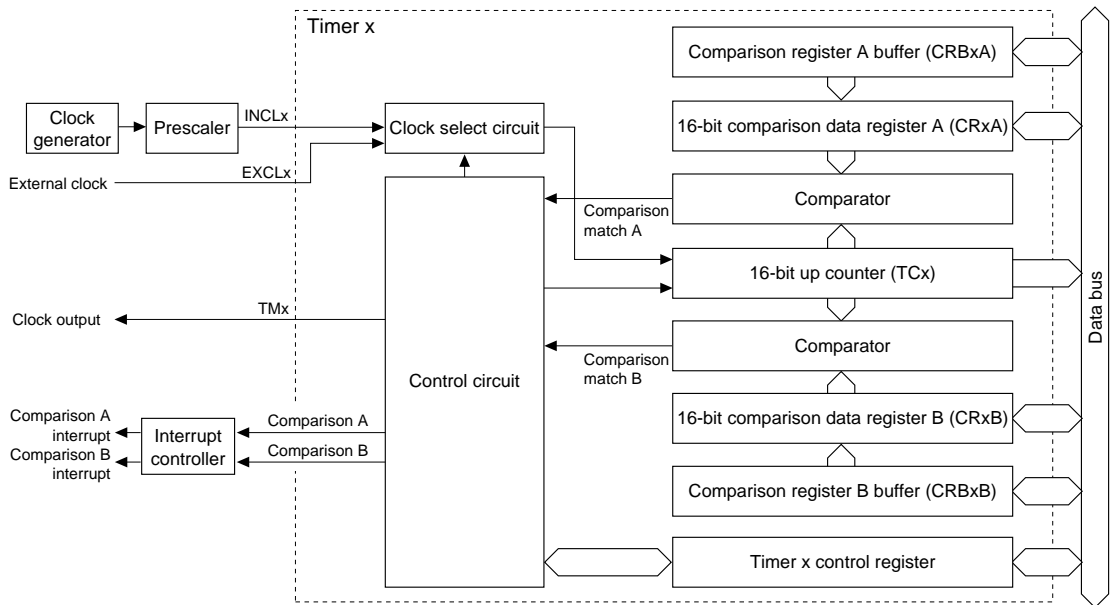 Timer x
Comparison register A buffer (CRBxA)
Clock
generator
Prescaler
INCLx
Clock select circuit
16-bit comparison data register A (CRxA)
External clock
EXCLx
Comparison
match A
Comparator
16-bit up counter (TCx)
Clock output
TMx
Comparison
match B
Comparator
Control circuit
Data bus
Comparison A
interrupt
Comparison B
interrupt
Interrupt
controller
Comparison A
Comparison B
16-bit comparison data register B (CRxB)
Comparison register B buffer (CRBxB)
Timer x control register